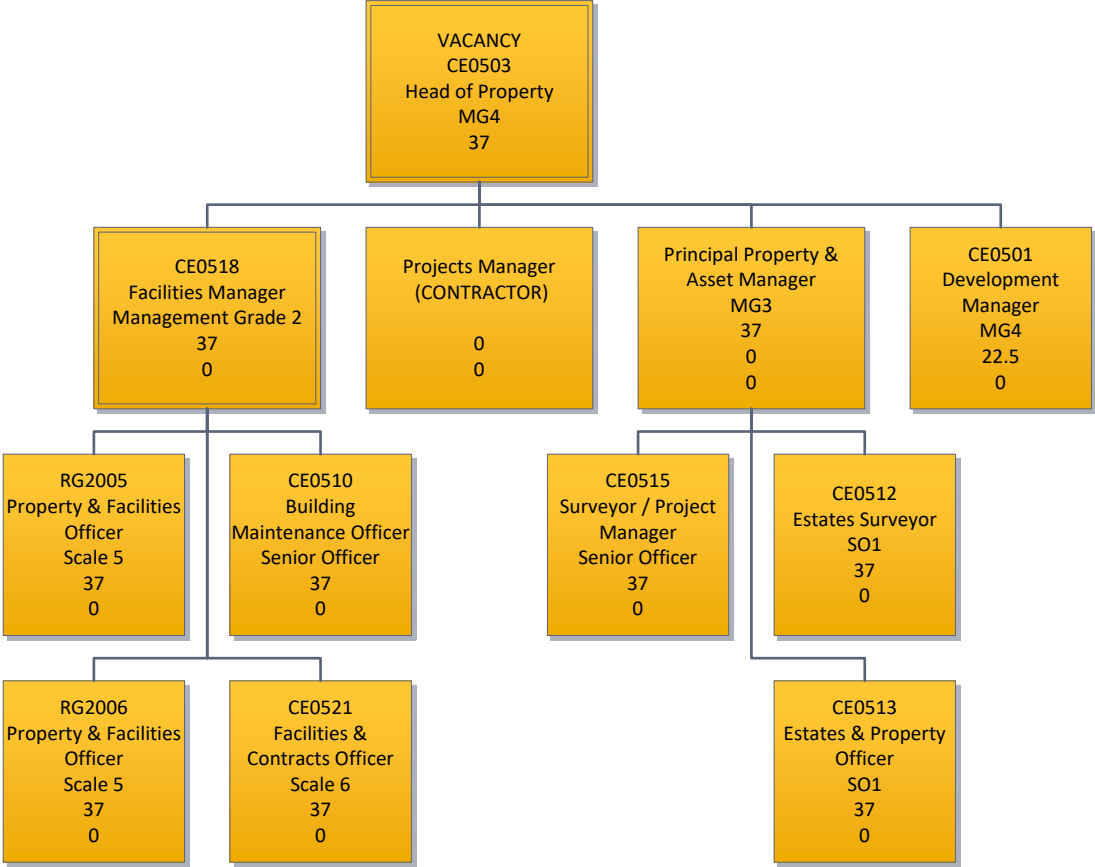 VACANCY
CE0503
Head of Property
MG4
37
CE0518
Facilities Manager
Management Grade 2
37
0
Projects Manager
(CONTRACTOR)
0
0
Principal Property &
Asset Manager
MG3
37
0
0
CE0501
Development
Manager
MG4
22.5
0
RG2005
Property & Facilities
Officer
Scale 5
37
0
CE0510
Building
Maintenance Officer
Senior Officer
37
0
CE0515
Surveyor / Project
Manager
Senior Officer
37
0
CE0512
Estates Surveyor
SO1
37
0
RG2006
Property & Facilities
Officer
Scale 5
37
0
CE0521
Facilities &
Contracts Officer
Scale 6
37
0
CE0513
Estates & Property
Officer
SO1
37
0